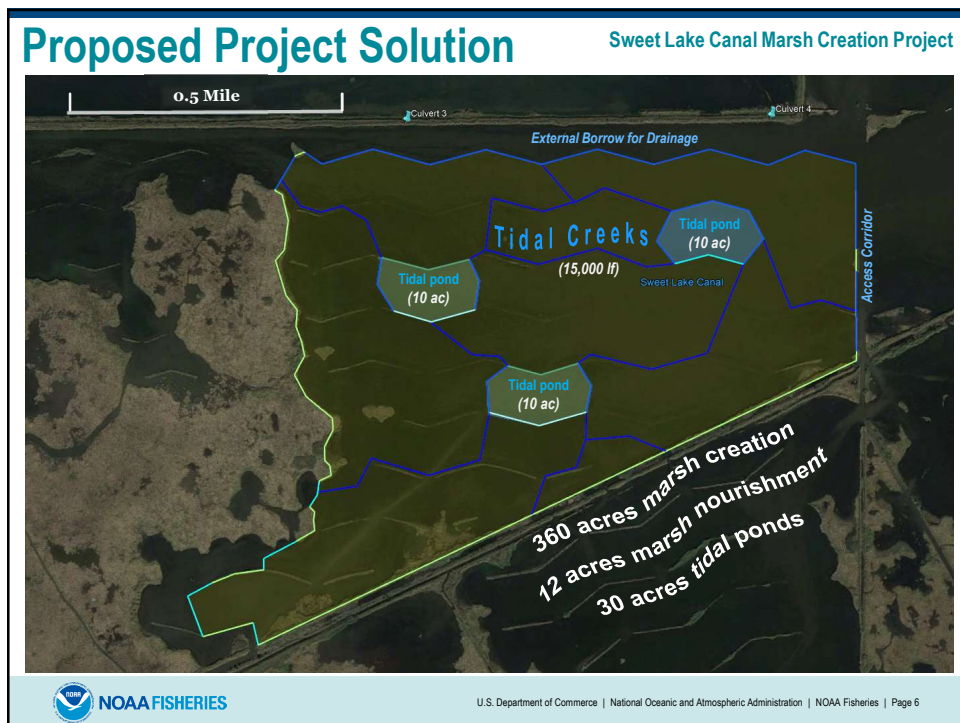 Proposed Project Solution
Sweet Lake Canal Marsh Creation Project
0.5 Mile
Culvert 3
Culvert 4
External Borrow for Drainage
Tidal Creeks
(15,000 lf)
Tidal pond
(10 ac)
Sweet Lake Canal
Access Corridor
Tidal pond
(10 ac)
Tidal pond
(10 ac)
360 acres marsh creation
12 acres marsh nourishment
30 acres tidal ponds
NOAA
NOAA FISHERIES
U.S. Department of Commerce | National Oceanic and Atmospheric Administration | NOAA Fisheries | Page 6